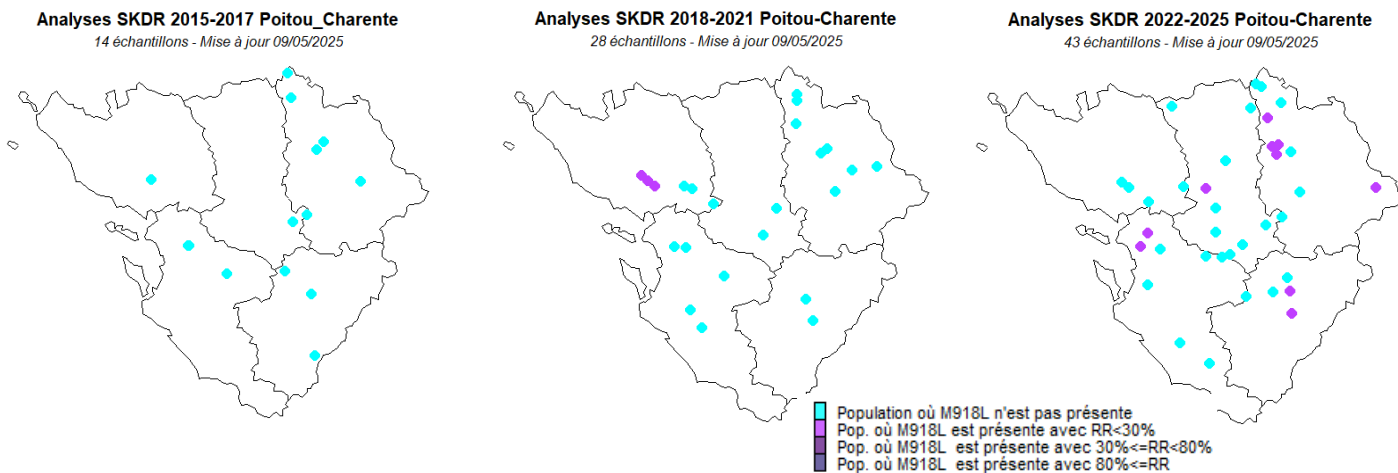 Analyses SKDR 2015-2017 Poitou_Charente
14 échantillons - Mise à jour 09/05/2025
Analyses SKDR 2018-2021 Poitou-Charente
28 échantillons - Mise à jour 09/05/2025
Analyses SKDR 2022-2025 Poitou-Charente
43 échantillons - Mise à jour 09/05/2025
Population où M918L n'est pas présente
Pop. où M918L est présente avec RR<30%
Pop. où M918L est présente avec 30%<=RR<80%
Pop. où M918L est présente avec 80%<=RR